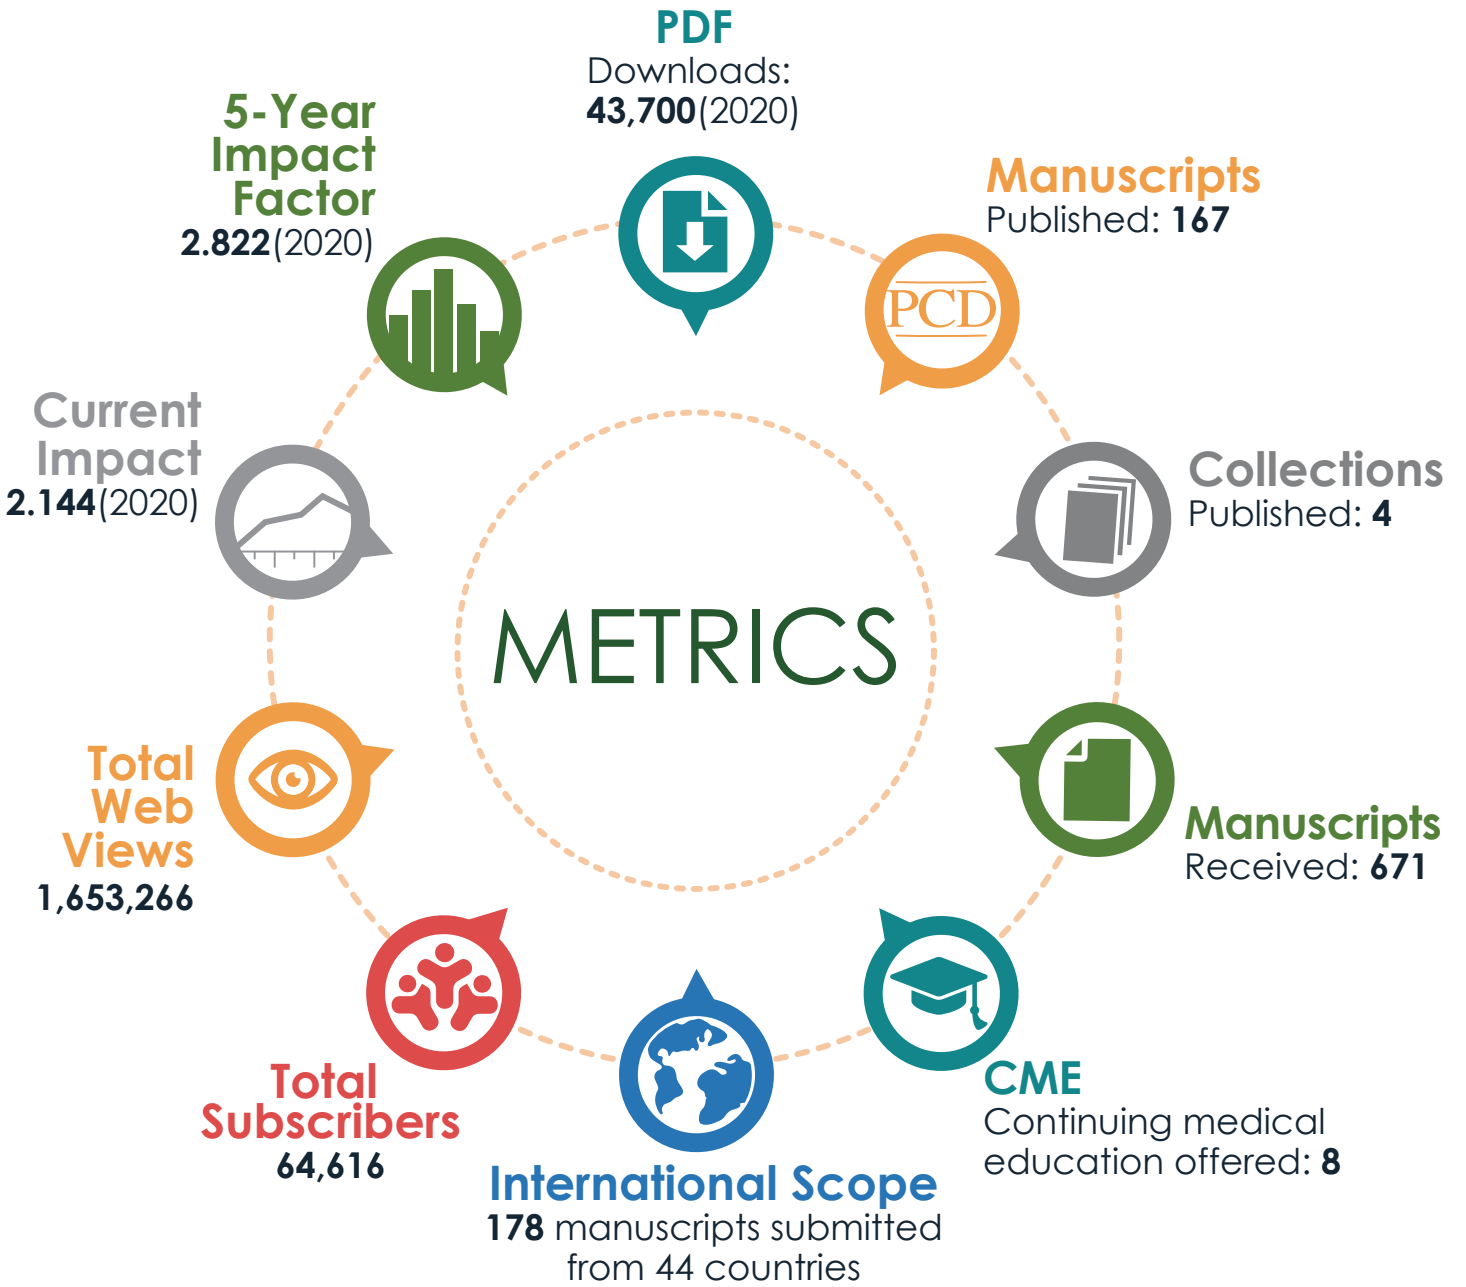 PDF
Downloads:
43,700(2020)
Manuscripts
Published: 167
PCD
Collections
Published: 4
Manuscripts
Received: 671
CME
Continuing medical
education offered: 8
International Scope
178 manuscripts submitted
from 44 countries
Total
Subscribers
64,616
Total
Web
Views
1,653,266
Current
Impact
2.144(2020)
5-Year
Impact
Factor
2.822(2020)
METRICS